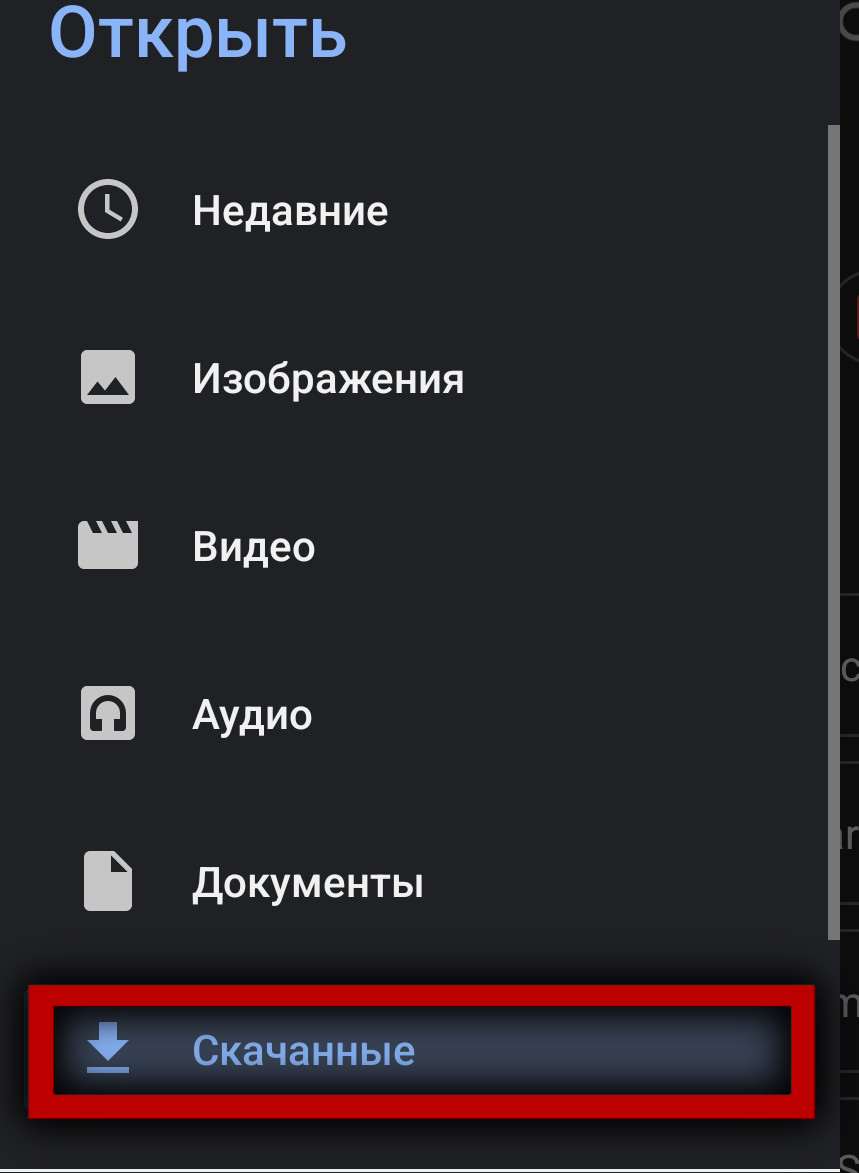 Открыть
Недавние
Изображения
Видео
Аудио
Документы
Скачанные